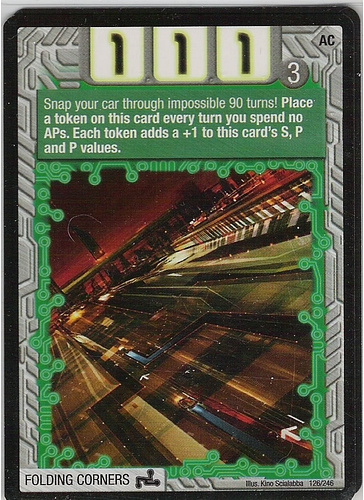 1 1 1
3
AC
Snap your car through impossible 90 turns! Place
a token on this card every turn you spend no
APs. Each token adds a +1 to this card's S, P
and P values.
FOLDING CORNERS
Illus. Kino Scialabba 126/246